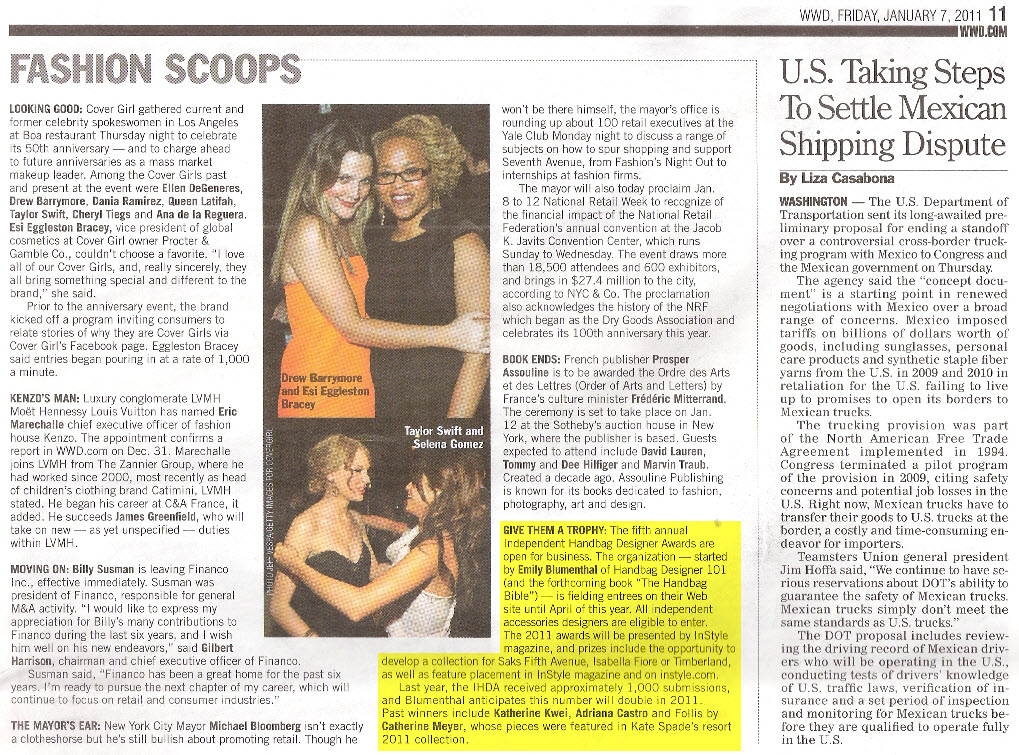 WWD, FRIDAY, JANUARY 7, 2011 11
WWD.COM
FASHION SCOOPS
LOOKING GOOD: Cover Girl gathered current and
former celebrity spokeswomen in Los Angeles
at Boa restaurant Thursday night to celebrate
its 50th anniversary — and to charge ahead
to future anniversaries as a mass market
makeup leader. Among the Cover Girls past
and present at the event were Ellen DeGeneres,
Drew Barrymore, Dania Ramirez, Queen Latifah,
Taylor Swift, Cheryl Tiegs and Ana de la Reguera.
Esi Eggleston Bracey, vice president of global
cosmetics at Cover Girl owner Procter &
Gamble Co., couldn't choose a favorite. "I love
all of our Cover Girls, and, really sincerely, they
all bring something special and different to the
brand," she said.
Prior to the anniversary event, the brand
kicked off a program inviting consumers to
relate stories of why they are Cover Girls via
Cover Girl's Facebook page. Eggleston Bracey
said entries began pouring in at a rate of 1,000
a minute.
KENZO'S MAN: Luxury conglomerate LVMH
Moët Hennessy Louis Vuitton has named Eric
Marechalle chief executive officer of fashion
house Kenzo. The appointment confirms a
report in WWD.com on Dec. 31. Marechalle
joins LVMH from The Zannier Group, where he
had worked since 2000, most recently as head
of children's clothing brand Catimini, LVMH
stated. He began his career at C&A France, it
added. He succeeds James Greenfield, who will
take on new — as yet unspecified — duties
within LVMH.
MOVING ON: Billy Susman is leaving Financo
Inc., effective immediately. Susman was
president of Financo, responsible for general
M&A activity. "I would like to express my
appreciation for Billy's many contributions to
Financo during the last six years, and I wish
him well on his new endeavors," said Gilbert
Harrison, chairman and chief executive officer of Financo.
Susman said, "Financo has been a great home for the past six
years. I'm ready to pursue the next chapter of my career, which will
continue to focus on retail and consumer industries."
THE MAYOR'S EAR: New York City Mayor Michael Bloomberg isn't exactly
a clotheshorse but he's still bullish about promoting retail. Though he
Drew Barrymore
and Esi Eggleston
Bracey
Taylor Swift and
Selena Gomez
won't be there himself, the mayor's office is
rounding up about 100 retail executives at the
Yale Club Monday night to discuss a range of
subjects on how to spur shopping and support
Seventh Avenue, from Fashion's Night Out to
internships at fashion firms.
The mayor will also today proclaim Jan.
8 to 12 National Retail Week to recognize of
the financial impact of the National Retail
Federation's annual convention at the Jacob
K. Javits Convention Center, which runs
Sunday to Wednesday. The event draws more
than 18,500 attendees and 600 exhibitors,
and brings in $27.4 million to the city,
according to NYC & Co. The proclamation
also acknowledges the history of the NRF
which began as the Dry Goods Association and
celebrates its 100th anniversary this year.
BOOK ENDS: French publisher Prosper
Assouline is to be awarded the Ordre des Arts
et des Lettres (Order of Arts and Letters) by
France's culture minister Frédéric Mitterrand.
The ceremony is set to take place on Jan.
12 at the Sotheby's auction house in New
York, where the publisher is based. Guests
expected to attend include David Lauren,
Tommy and Dee Hilfiger and Marvin Traub.
Created a decade ago, Assouline Publishing
is known for its books dedicated to fashion,
photography, art and design.
GIVE THEM A TROPHY: The fifth annual
Independent Handbag Designer Awards are
open for business. The organization — started
by Emily Blumenthal of Handbag Designer 101
(and the forthcoming book "The Handbag
Bible") — is fielding entrees on their Web
site until April of this year. All independent
accessories designers are eligible to enter.
The 2011 awards will be presented by InStyle
magazine, and prizes include the opportunity to
develop a collection for Saks Fifth Avenue, Isabella Fiore or Timberland,
as well as feature placement in InStyle magazine and on instyle.com.
Last year, the IHDA received approximately 1,000 submissions,
and Blumenthal anticipates this number will double in 2011.
Past winners include Katherine Kwei, Adriana Castro and Follis by
Catherine Meyer, whose pieces were featured in Kate Spade's resort
2011 collection.
U.S. Taking Steps
To Settle Mexican
Shipping Dispute
By Liza Casabona
WASHINGTON — The U.S. Department of
Transportation sent its long-awaited pre-
liminary proposal for ending a standoff
over a controversial cross-border truck-
ing program with Mexico to Congress and
the Mexican government on Thursday.
The agency said the "concept docu-
ment" is a starting point in renewed
negotiations with Mexico over a broad
range of concerns. Mexico imposed
tariffs on billions of dollars worth of
goods, including sunglasses, personal
care products and synthetic staple fiber
yarns from the U.S. in 2009 and 2010 in
retaliation for the U.S. failing to live
up to promises to open its borders to
Mexican trucks.
The trucking provision was part
of the North American Free Trade
Agreement implemented in 1994.
Congress terminated a pilot program
of the provision in 2009, citing safety
concerns and potential job losses in the
U.S. Right now, Mexican trucks have to
transfer their goods to U.S. trucks at the
border, a costly and time-consuming en-
deavor for importers.
Teamsters Union general president
Jim Hoffa said, "We continue to have se-
rious reservations about DOT's ability to
guarantee the safety of Mexican trucks.
Mexican trucks simply don't meet the
same standards as U.S. trucks."
The DOT proposal includes review-
ing the driving record of Mexican driv-
ers who will be operating in the U.S.,
conducting tests of drivers' knowledge
of U.S. traffic laws, verification of in-
surance and a set period of inspection
and monitoring for Mexican trucks be-
fore they are qualified to operate fully
in the U.S.